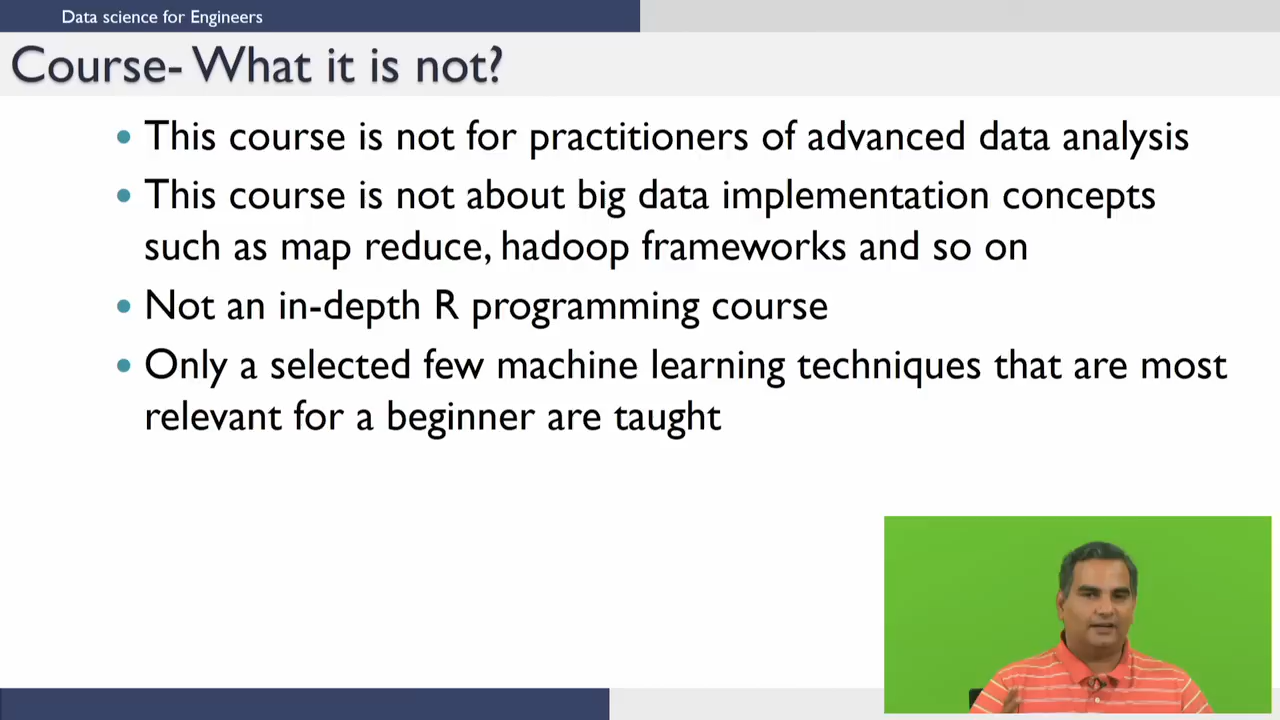 Data science for Engineers
Course- What it is not?
• This course is not for practitioners of advanced data analysis
• This course is not about big data implementation concepts
such as map reduce, hadoop frameworks and so on
• Not an in-depth R programming course
• Only a selected few machine learning techniques that are most
relevant for a beginner are taught